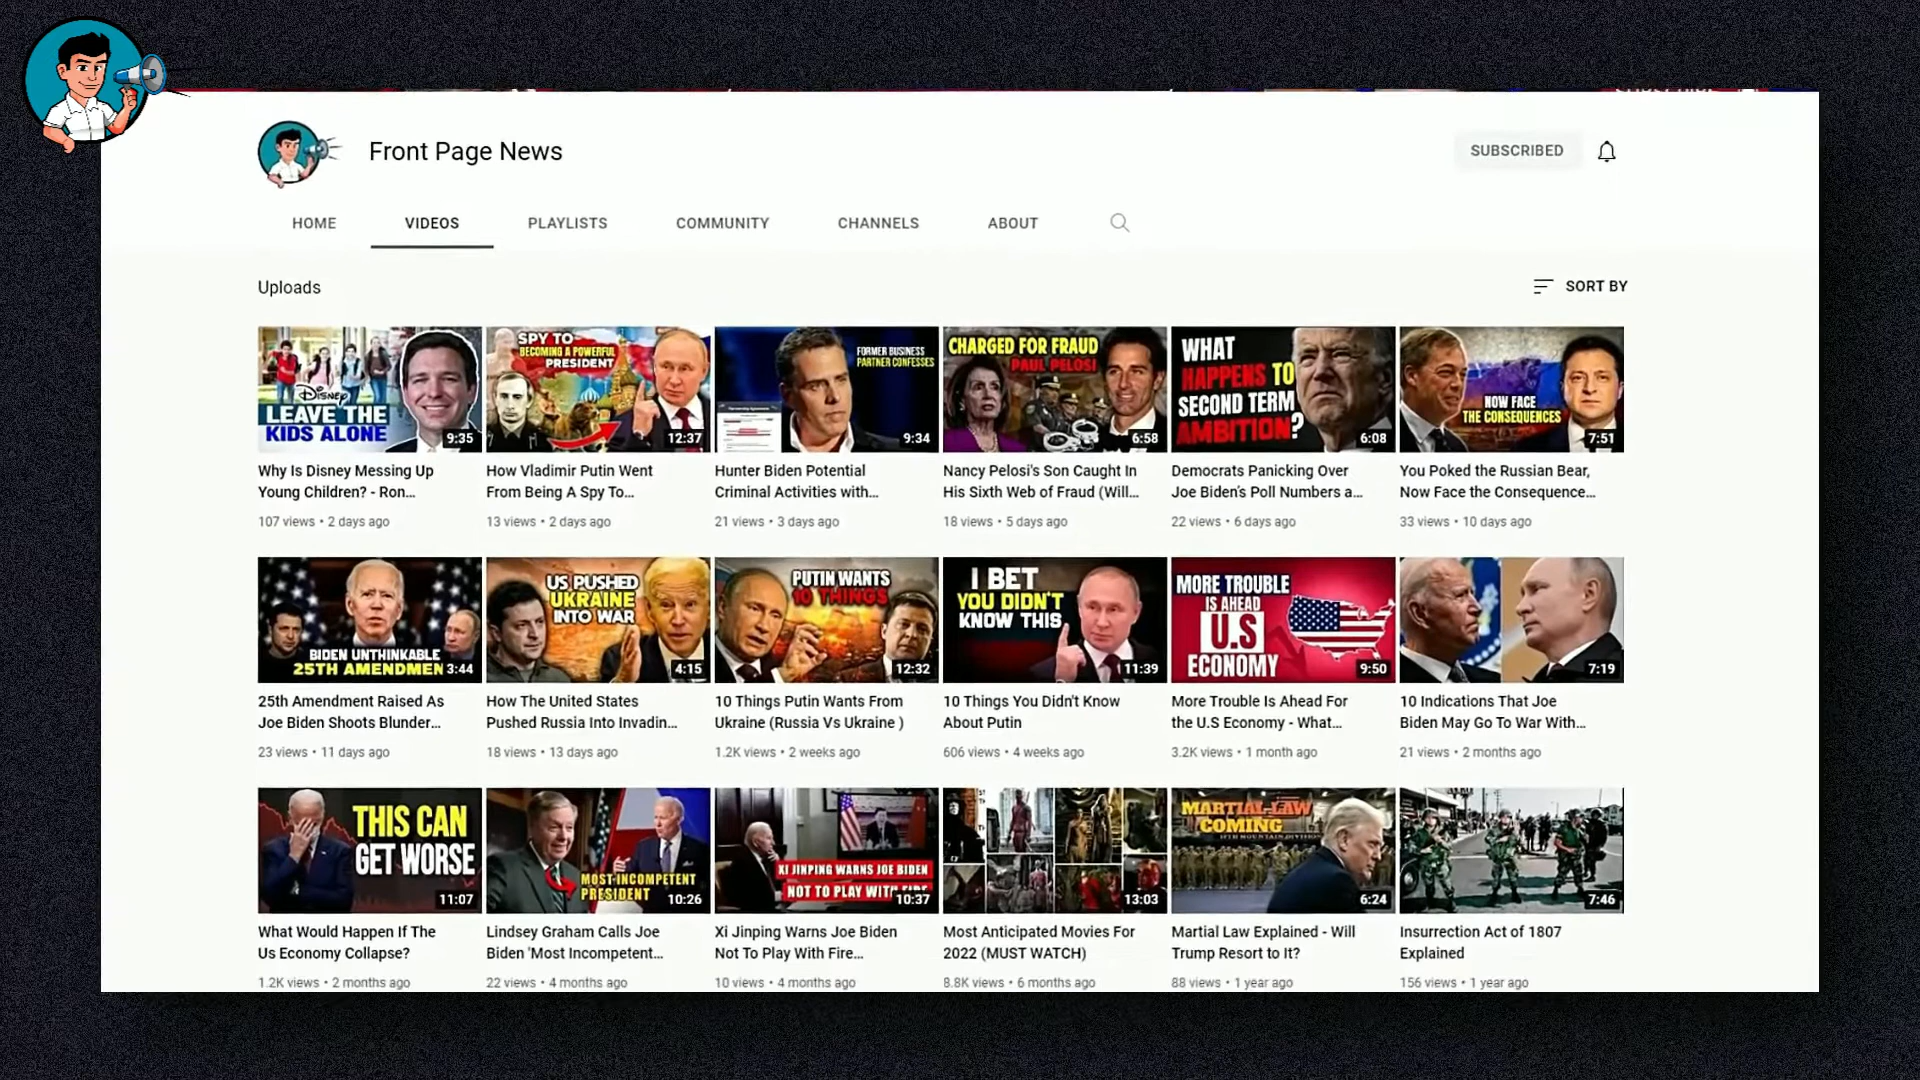 Front Page News
SUBSCRIBED
HOME VIDEOS PLAYLISTS COMMUNITY CHANNELS ABOUT
Uploads
SORT BY
DISNEY
LEAVE THE
KIDS ALONE
9:35
SPY TO
BECOMING A POWERFUL
PRESIDENT
12:37
FORMER BUSINESS
PARTNER CONFESSES
9:34
CHARGED FOR FRAUD
PAUL PELOSI
6:58
WHAT
HAPPENS TO
SECOND TERM
AMBITION?
6:08
NOW FACE
THE CONSEQUENCES
7:51
Why Is Disney Messing Up
Young Children? - Ron...
107 views • 2 days ago
How Vladimir Putin Went
From Being A Spy To...
13 views • 2 days ago
Hunter Biden Potential
Criminal Activities with...
21 views • 3 days ago
Nancy Pelosi's Son Caught In
His Sixth Web of Fraud (Will...
18 views • 5 days ago
Democrats Panicking Over
Joe Biden's Poll Numbers a...
22 views • 6 days ago
You Poked the Russian Bear,
Now Face the Consequence...
33 views • 10 days ago
BIDEN UNTHINKABLE
25TH AMENDMEN
3:44
US PUSHED
UKRAINE
INTO WAR
4:15
PUTIN WANTS
10 THINGS
12:32
I BET
YOU DIDN'T
KNOW THIS
11:39
MORE TROUBLE
IS AHEAD
U.S
ECONOMY
9:50
7:19
25th Amendment Raised As
Joe Biden Shoots Blunder...
23 views • 11 days ago
How The United States
Pushed Russia Into Invadin...
18 views • 13 days ago
10 Things Putin Wants From
Ukraine (Russia Vs Ukraine )
1.2K views • 2 weeks ago
10 Things You Didn't Know
About Putin
606 views • 4 weeks ago
More Trouble Is Ahead For
the U.S Economy - What...
3.2K views • 1 month ago
10 Indications That Joe
Biden May Go To War With...
21 views • 2 months ago
THIS CAN
GET WORSE
11:07
MOST INCOMPETENT
PRESIDENT
10:26
XI JINPING WARNS JOE BIDEN
NOT TO PLAY WITH FIRE
10:37
13:03
MARTIAL LAW
COMING
10TH MOUNTAIN DIVISION
6:24
7:46
What Would Happen If The
Us Economy Collapse?
1.2K views • 2 months ago
Lindsey Graham Calls Joe
Biden 'Most Incompetent...
22 views • 4 months ago
Xi Jinping Warns Joe Biden
Not To Play With Fire...
10 views • 4 months ago
Most Anticipated Movies For
2022 (MUST WATCH)
8.8K views • 6 months ago
Martial Law Explained - Will
Trump Resort to It?
88 views • 1 year ago
Insurrection Act of 1807
Explained
156 views • 1 year ago